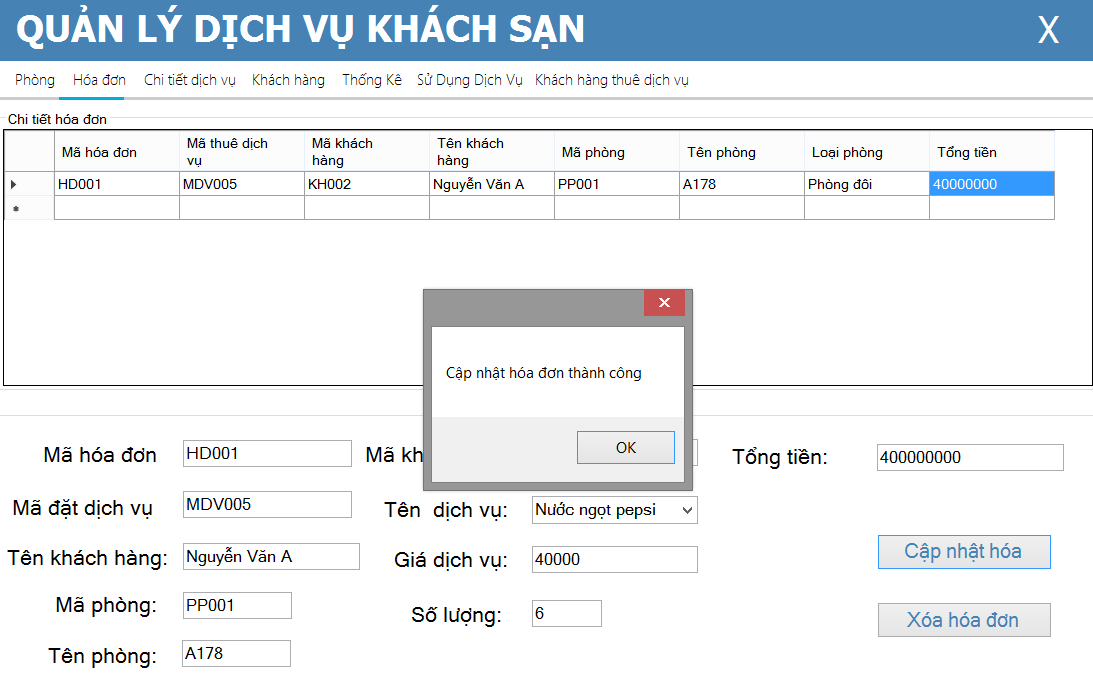 QUẢN LÝ DỊCH VỤ KHÁCH SẠN X
Phòng Hóa đơn Chi tiết dịch vụ Khách hàng Thống Kê Sử Dụng Dịch Vụ Khách hàng thuê dịch vụ
Chi tiết hóa đơn
Mã hóa đơn Mã thuê dịch vụ Mã khách hàng Tên khách hàng Mã phòng Tên phòng Loại phòng Tổng tiền
HD001 MDV005 KH002 Nguyễn Văn A PP001 A178 Phòng đôi 40000000
Cập nhật hóa đơn thành công
OK
Mã hóa đơn HD001 Mã kh Tổng tiền: 400000000
Mã đặt dịch vụ MDV005 Tên dịch vụ: Nước ngọt pepsi
Tên khách hàng: Nguyễn Văn A Giá dịch vụ: 40000 Cập nhật hóa
Mã phòng: PP001 Số lượng: 6 Xóa hóa đơn
Tên phòng: A178